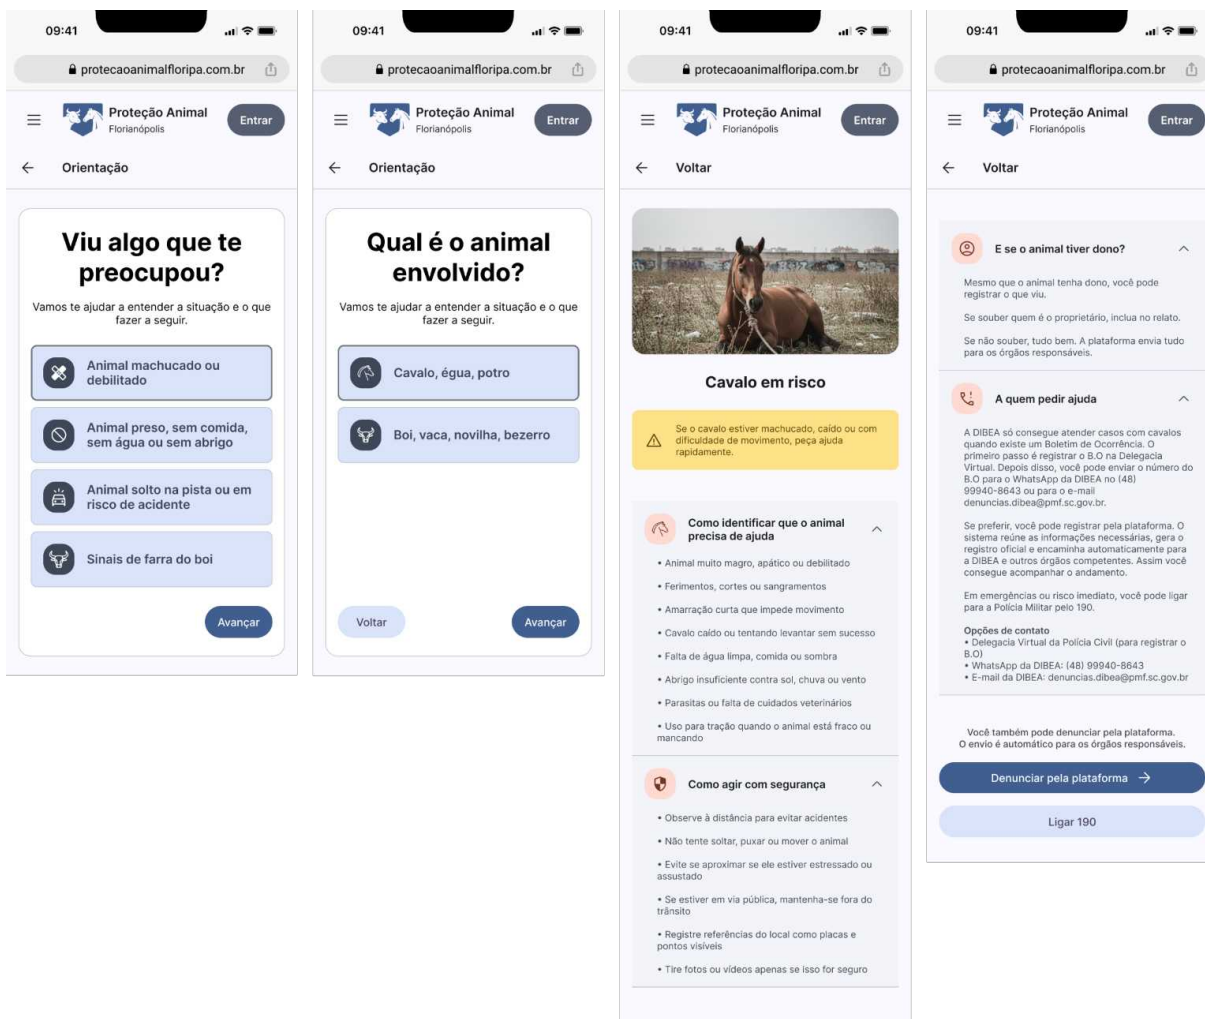 09:41
protecaoanimalfloripa.com.br
Proteção Animal
Florianópolis
Entrar
Orientação
Viu algo que te
preocupou?
Vamos te ajudar a entender a situação e o que
fazer a seguir.
Animal machucado ou
debilitado
Animal preso, sem comida,
sem água ou sem abrigo
Animal solto na pista ou em
risco de acidente
Sinais de farra do boi
Avançar
09:41
protecaoanimalfloripa.com.br
Proteção Animal
Florianópolis
Entrar
Orientação
Qual é o animal
envolvido?
Vamos te ajudar a entender a situação e o que
fazer a seguir.
Cavalo, égua, potro
Boi, vaca, novilha, bezerro
Voltar
Avançar
09:41
protecaoanimalfloripa.com.br
Proteção Animal
Florianópolis
Entrar
Voltar
Cavalo em risco
Se o cavalo estiver machucado, caído ou com
dificuldade de movimento, peça ajuda
rapidamente.
Como identificar que o animal
precisa de ajuda
• Animal muito magro, apático ou debilitado
• Ferimentos, cortes ou sangramentos
• Amarração curta que impede movimento
• Cavalo caído ou tentando levantar sem sucesso
• Falta de água limpa, comida ou sombra
• Abrigo insuficiente contra sol, chuva ou vento
• Parasitas ou falta de cuidados veterinários
• Uso para tração quando o animal está fraco ou
mancando
Como agir com segurança
• Observe à distância para evitar acidentes
• Não tente soltar, puxar ou mover o animal
• Evite se aproximar se ele estiver estressado ou
assustado
• Se estiver em via pública, mantenha-se fora do
trânsito
• Registre referências do local como placas e
pontos visíveis
• Tire fotos ou vídeos apenas se isso for seguro
09:41
protecaoanimalfloripa.com.br
Proteção Animal
Florianópolis
Entrar
Voltar
E se o animal tiver dono?
Mesmo que o animal tenha dono, você pode
registrar o que viu.
Se souber quem é o proprietário, inclua no relato.
Se não souber, tudo bem. A plataforma envia tudo
para os órgãos responsáveis.
A quem pedir ajuda
A DIBEA só consegue atender casos com cavalos
quando existe um Boletim de Ocorrência. O
primeiro passo é registrar o B.O na Delegacia
Virtual. Depois disso, você pode enviar o número do
B.O para o WhatsApp da DIBEA no (48)
99940-8643 ou para o e-mail
denuncias.dibea@pmf.sc.gov.br.
Se preferir, você pode registrar pela plataforma. O
sistema reúne as informações necessárias, gera o
registro oficial e encaminha automaticamente para
a DIBEA e outros órgãos competentes. Assim você
consegue acompanhar o andamento.
Em emergências ou risco imediato, você pode ligar
para a Polícia Militar pelo 190.
Opções de contato
• Delegacia Virtual da Polícia Civil (para registrar o
B.O)
• WhatsApp da DIBEA: (48) 99940-8643
• E-mail da DIBEA: denuncias.dibea@pmf.sc.gov.br
Você também pode denunciar pela plataforma.
O envio é automático para os órgãos responsáveis.
Denunciar pela plataforma
Ligar 190